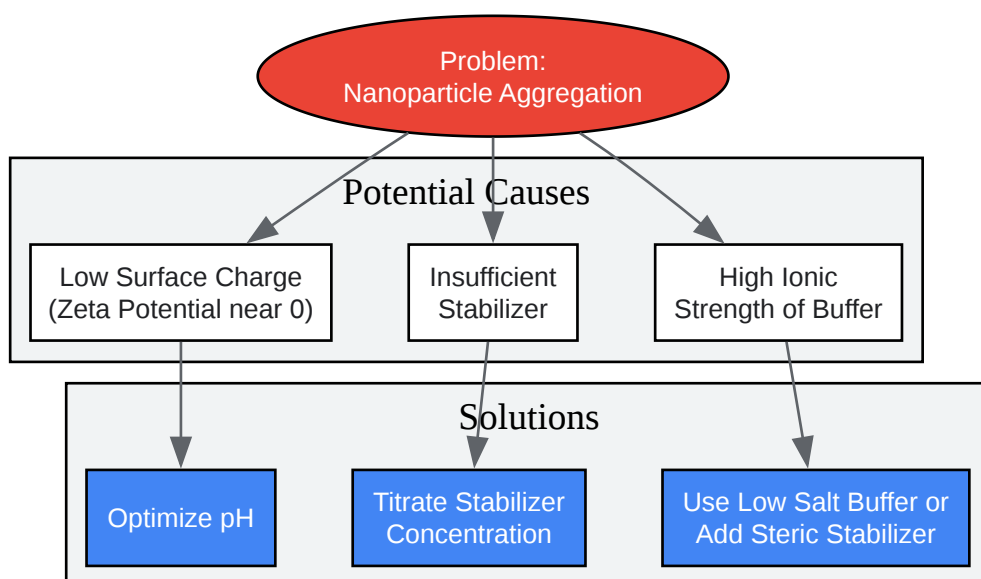 Problem:
Nanoparticle Aggregation
Potential Causes
Low Surface Charge
(Zeta Potential near 0)
Insufficient
Stabilizer
High Ionic
Strength of Buffer
Solutions
Optimize pH
Titrate Stabilizer
Concentration
Use Low Salt Buffer or
Add Steric Stabilizer